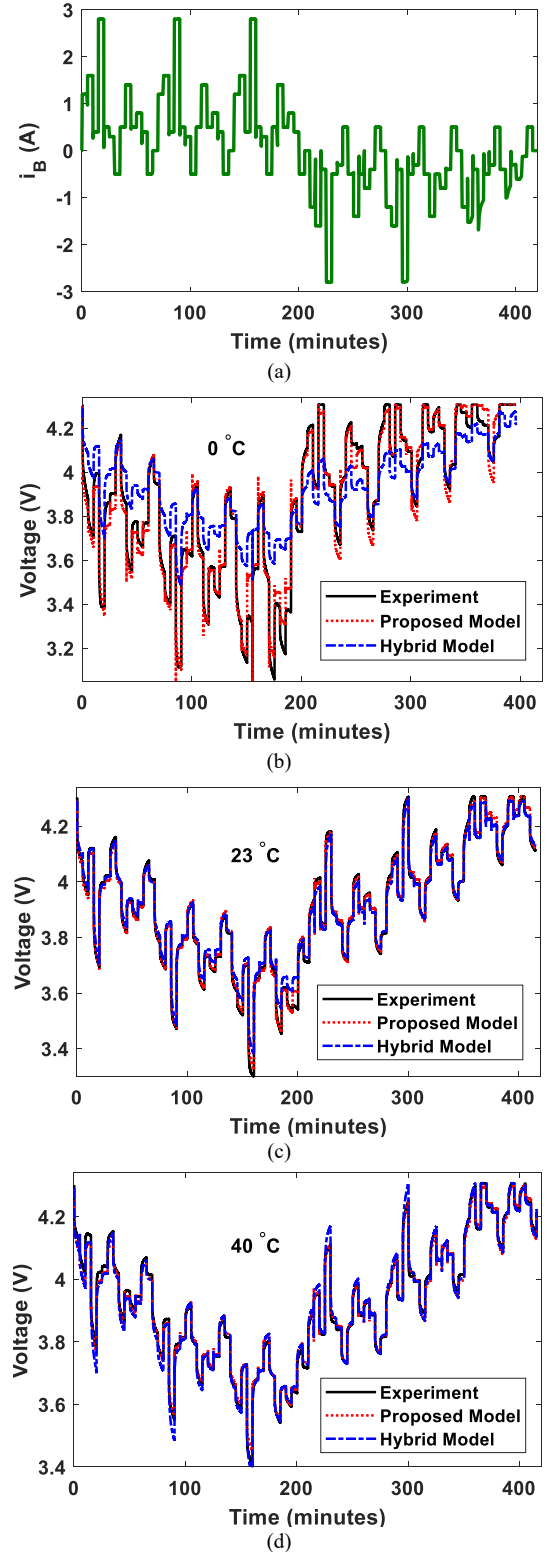 3
2
1
0
-1
-2
-3
i_B (A)
0 100 200 300 400
Time (minutes)
(a)
4.2
4
3.8
3.6
3.4
3.2
Voltage (V)
0 °C
Experiment
Proposed Model
Hybrid Model
0 100 200 300 400
Time (minutes)
(b)
4.2
4
3.8
3.6
3.4
Voltage (V)
23 °C
Experiment
Proposed Model
Hybrid Model
0 100 200 300 400
Time (minutes)
(c)
4.2
4
3.8
3.6
3.4
Voltage (V)
40 °C
Experiment
Proposed Model
Hybrid Model
0 100 200 300 400
Time (minutes)
(d)